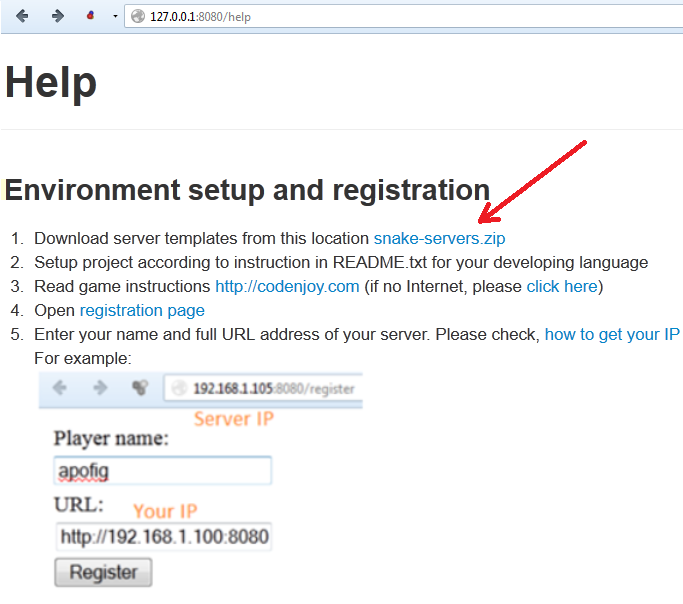 127.0.0.1:8080/help
Help
Environment setup and registration
1. Download server templates from this location snake-servers.zip
2. Setup project according to instruction in README.txt for your developing language
3. Read game instructions http://codenjoy.com (if no Internet, please click here)
4. Open registration page
5. Enter your name and full URL address of your server. Please check, how to get your IP
For example:
192.168.1.105:8080/register
Server IP
Player name:
apofig
URL:
Your IP
http://192.168.1.100:8080
Register